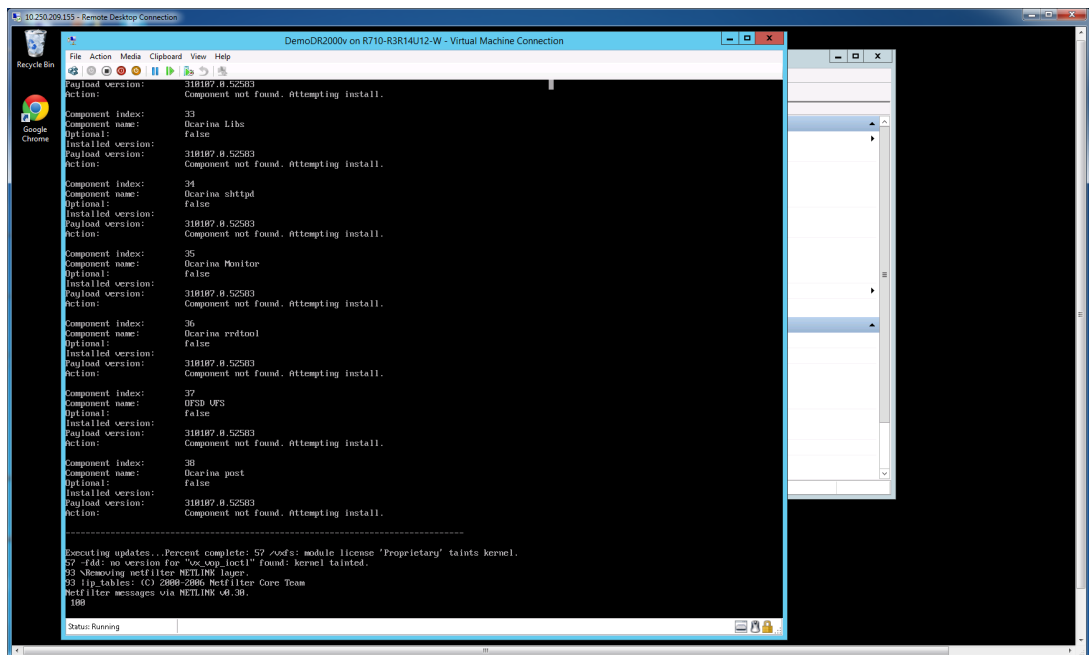 10.250.209.155 - Remote Desktop Connection
Recycle Bin
Google
Chrome
DemoDR2000v on R710-R3R14U12-W - Virtual Machine Connection
File Action Media Clipboard View Help
Payload version: 310107.0.52583
Action: Component not found. Attempting install.
Component index: 33
Component name: Ocarina Libs
Optional: false
Installed version:
Payload version: 310107.0.52583
Action: Component not found. Attempting install.
Component index: 34
Component name: Ocarina shttpd
Optional: false
Installed version:
Payload version: 310107.0.52583
Action: Component not found. Attempting install.
Component index: 35
Component name: Ocarina Monitor
Optional: false
Installed version:
Payload version: 310107.0.52583
Action: Component not found. Attempting install.
Component index: 36
Component name: Ocarina rrdtool
Optional: false
Installed version:
Payload version: 310107.0.52583
Action: Component not found. Attempting install.
Component index: 37
Component name: OFSD VFS
Optional: false
Installed version:
Payload version: 310107.0.52583
Action: Component not found. Attempting install.
Component index: 38
Component name: Ocarina post
Optional: false
Installed version:
Payload version: 310107.0.52583
Action: Component not found. Attempting install.
--------------------------------------------------------------------------------
Executing updates...Percent complete: 57 /vxfs: module license 'Proprietary' taints kernel.
57 -fdd: no version for "vx_vop_ioctl" found: kernel tainted.
93 \Removing netfilter NETLINK layer.
93 |ip_tables: (C) 2000-2006 Netfilter Core Team
Netfilter messages via NETLINK v0.30.
100
Status: Running